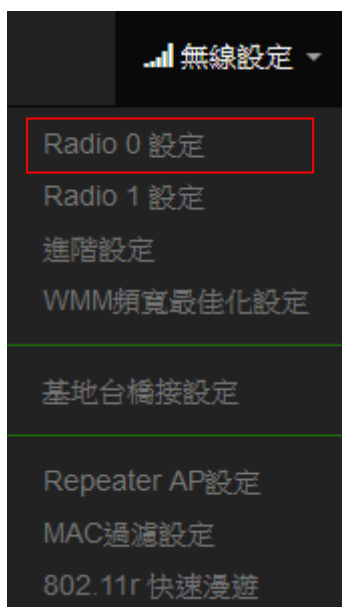 無線設定
Radio 0 設定
Radio 1 設定
進階設定
WMM頻寬最佳化設定
基地台橋接設定
Repeater AP設定
MAC過濾設定
802.11r 快速漫遊